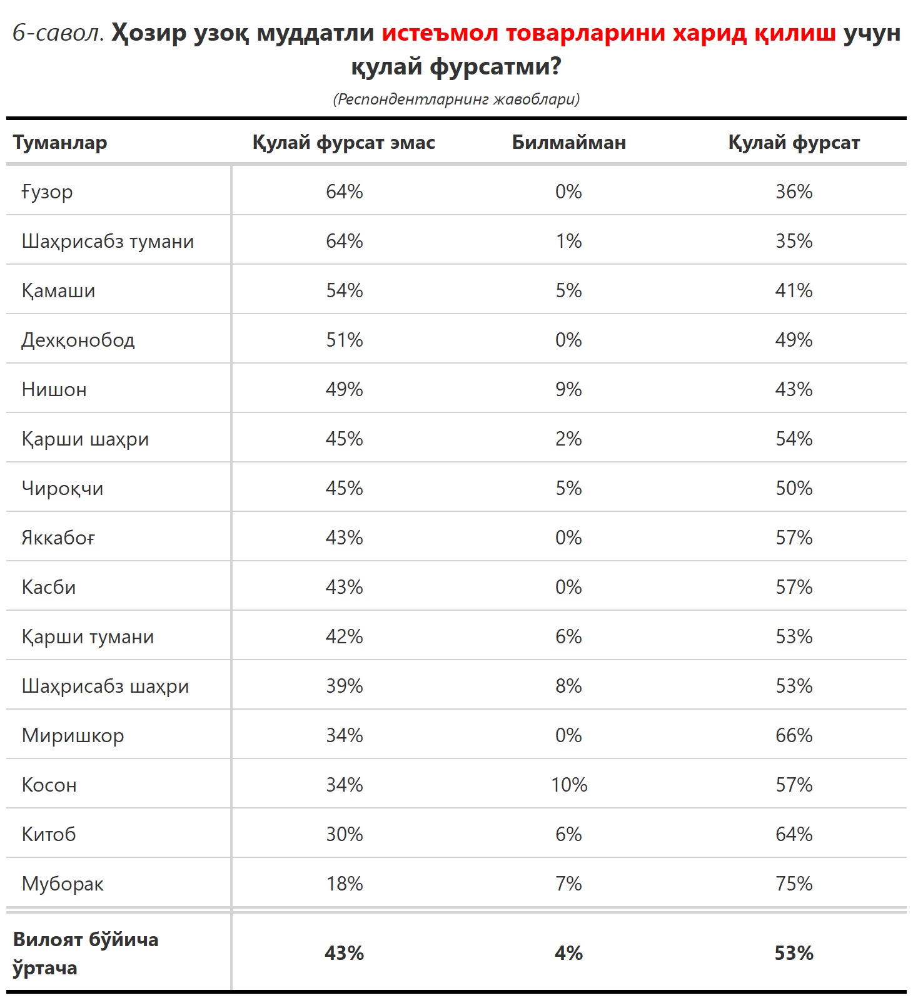 6-савол. Ҳозир узоқ муддатли истеъмол товарларини харид қилиш учун
қулай фурсатми?
(Респондентларнинг жавоблари)
Туманлар Қулай фурсат эмас Билмайман Қулай фурсат
Ғузор 64% 0% 36%
Шаҳрисабз тумани 64% 1% 35%
Қамаши 54% 5% 41%
Дехқонобод 51% 0% 49%
Нишон 49% 9% 43%
Қарши шаҳри 45% 2% 54%
Чироқчи 45% 5% 50%
Яккабоғ 43% 0% 57%
Касби 43% 0% 57%
Қарши тумани 42% 6% 53%
Шаҳрисабз шаҳри 39% 8% 53%
Миришкор 34% 0% 66%
Косон 34% 10% 57%
Китоб 30% 6% 64%
Муборак 18% 7% 75%
Вилоят бўйича
ўртача 43% 4% 53%